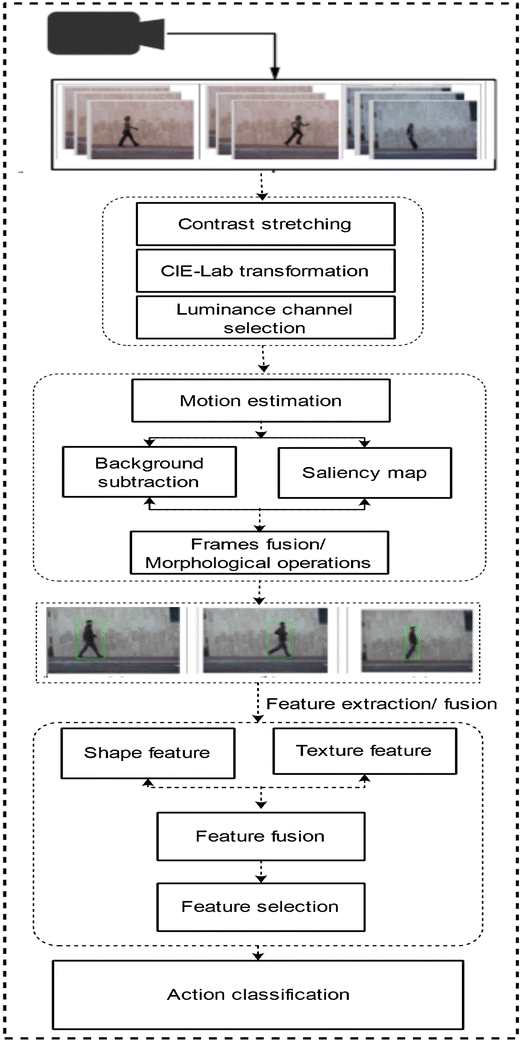 Contrast stretching
CIE-Lab transformation
Luminance channel
selection
Motion estimation
Background
subtraction
Saliency map
Frames fusion/
Morphological operations
Feature extraction/ fusion
Shape feature
Texture feature
Feature fusion
Feature selection
Action classification